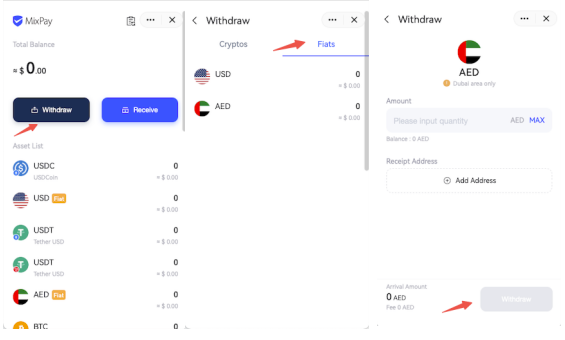 MixPay
Total Balance
≈ $ 0.00
Withdraw
Receive
Asset List
USDC
0
USDCoin
≈ $ 0.00
USD Fiat
0
≈ $ 0.00
USDT
0
Tether USD
≈ $ 0.00
USDT
0
Tether USD
≈ $ 0.00
AED Fiat
0
≈ $ 0.00
BTC
0
Withdraw
Cryptos
Fiats
USD
0
≈ $ 0.00
AED
0
≈ $ 0.00
Withdraw
AED
Dubai area only
Amount
Please input quantity
AED MAX
Balance : 0 AED
Receipt Address
Add Address
Arrival Amount
0 AED
Fee 0 AED
Withdraw